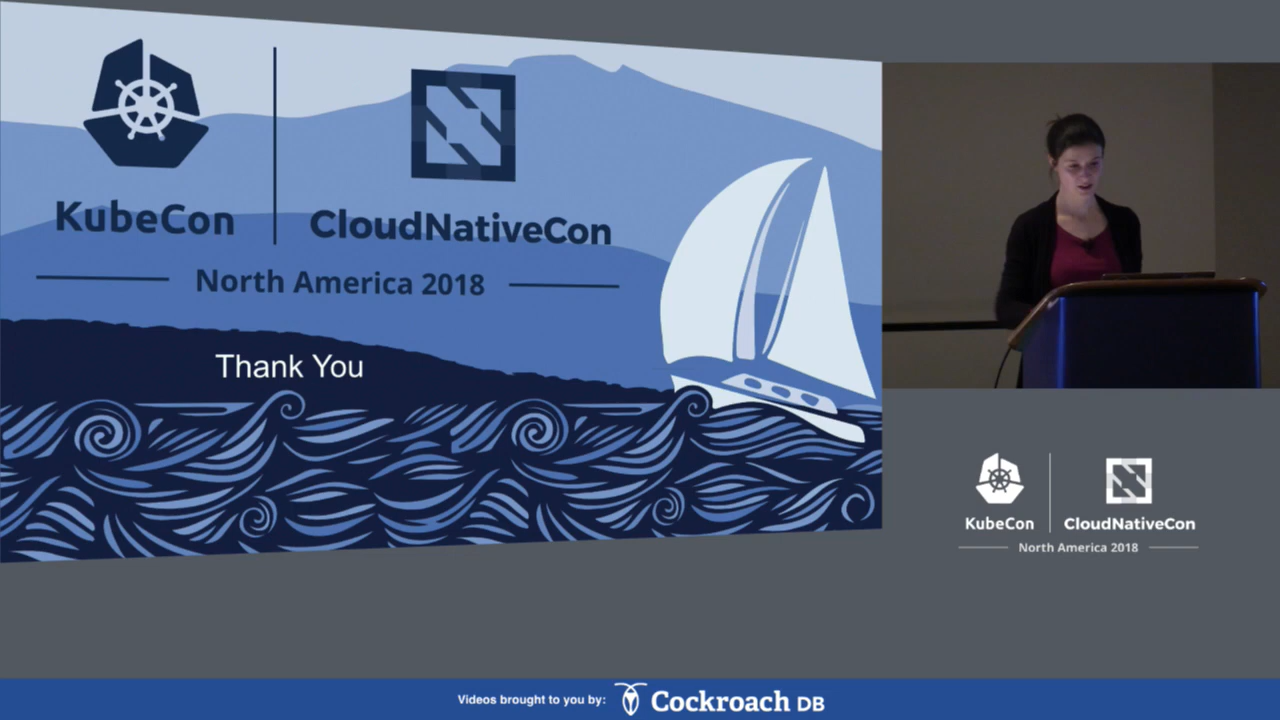 KubeCon
CloudNativeCon
North America 2018
Thank You
KubeCon
CloudNativeCon
North America 2018
Videos brought to you by: Cockroach DB